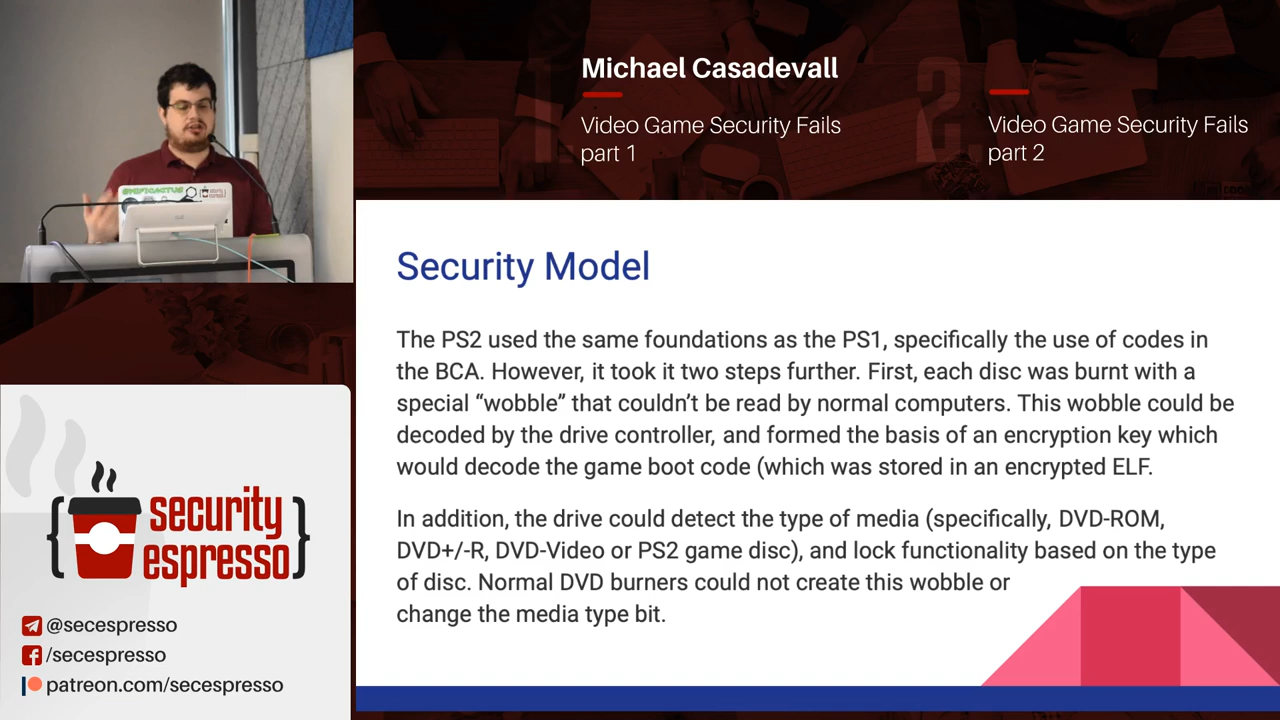 Michael Casadevall
Video Game Security Fails
part 1
Video Game Security Fails
part 2
Security Model
The PS2 used the same foundations as the PS1, specifically the use of codes in
the BCA. However, it took it two steps further. First, each disc was burnt with a
special “wobble” that couldn’t be read by normal computers. This wobble could be
decoded by the drive controller, and formed the basis of an encryption key which
would decode the game boot code (which was stored in an encrypted ELF.
In addition, the drive could detect the type of media (specifically, DVD-ROM,
DVD+/-R, DVD-Video or PS2 game disc), and lock functionality based on the type
of disc. Normal DVD burners could not create this wobble or
change the media type bit.
security
espresso
@secespresso
/secespresso
patreon.com/secespresso